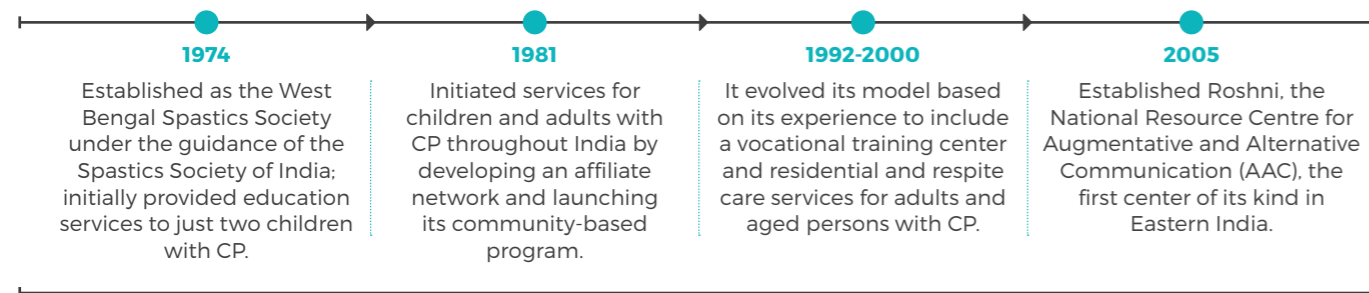 1974
Established as the West
Bengal Spastics Society
under the guidance of the
Spastics Society of India;
initially provided education
services to just two children
with CP.
1981
Initiated services for
children and adults with
CP throughout India by
developing an affiliate
network and launching
its community-based
program.
1992-2000
It evolved its model based
on its experience to include
a vocational training center
and residential and respite
care services for adults and
aged persons with CP.
2005
Established Roshni, the
National Resource Centre for
Augmentative and Alternative
Communication (AAC), the
first center of its kind in
Eastern India.